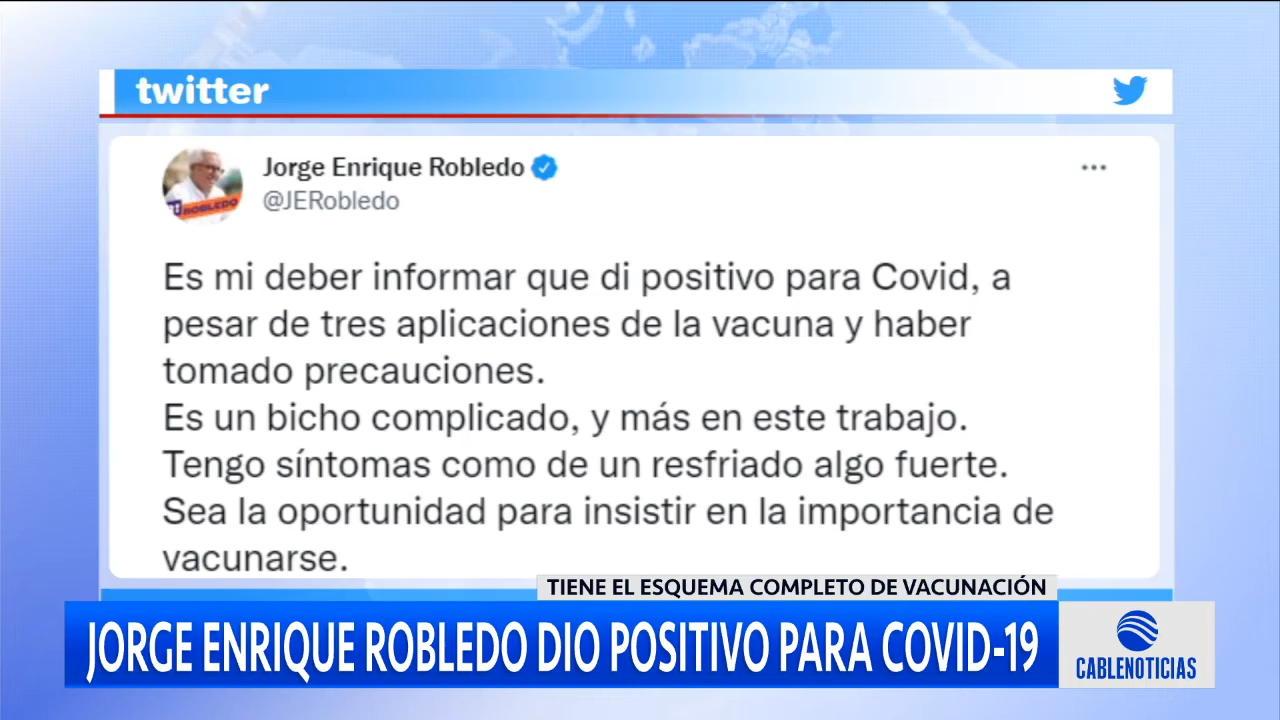 twitter
Jorge Enrique Robledo
@JERobledo
Es mi deber informar que di positivo para Covid, a
pesar de tres aplicaciones de la vacuna y haber
tomado precauciones.
Es un bicho complicado, y más en este trabajo.
Tengo síntomas como de un resfriado algo fuerte.
Sea la oportunidad para insistir en la importancia de
vacunarse.
TIENE EL ESQUEMA COMPLETO DE VACUNACIÓN
JORGE ENRIQUE ROBLEDO DIO POSITIVO PARA COVID-19
CABLENOTICIAS
ROBLEDO